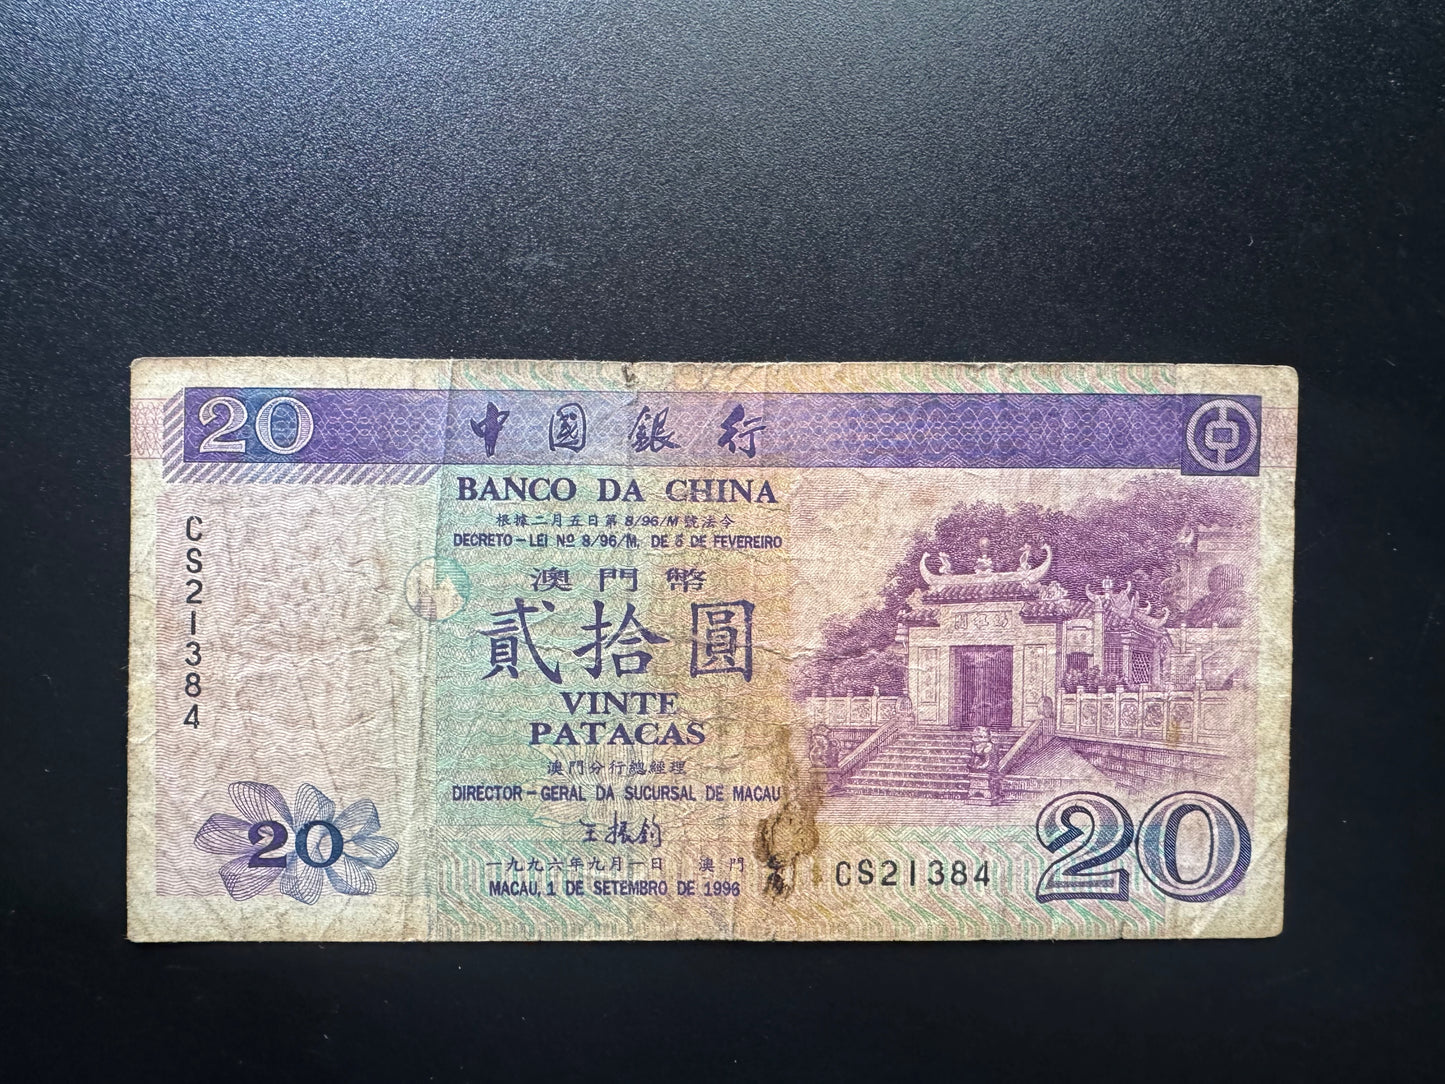 20
中國銀行
BANCO DA CHINA
根據二月五日第8/96/M號法令
DECRETO-LEI Nº 8/96/M, DE 5 DE FEVEREIRO
澳門幣
貳拾圓
VINTE
PATACAS
澳門分行總經理
DIRECTOR-GERAL DA SUCURSAL DE MACAU
王振鈞
一九九六年九月一日 澳門
MACAU, 1 DE SETEMBRO DE 1996
CS21384
20
CS21384
20